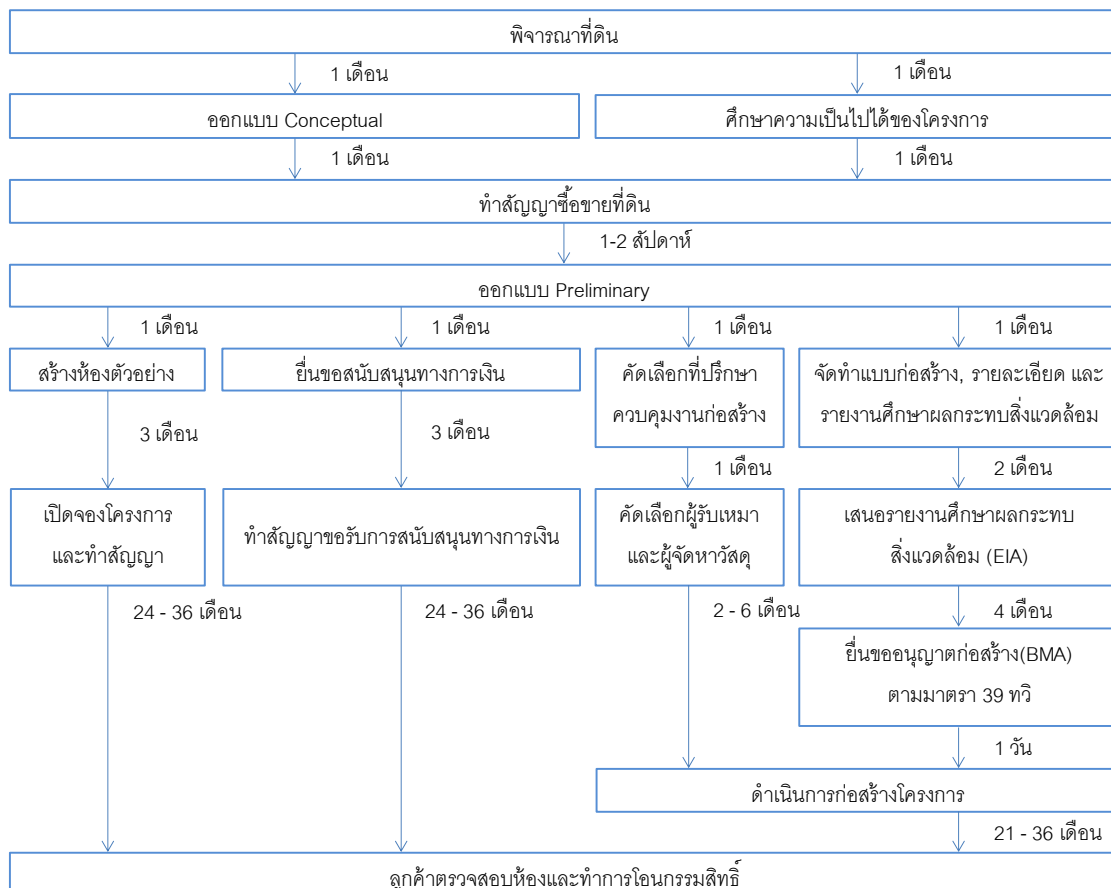 พิจารณาที่ดิน
1 เดือน
1 เดือน
ออกแบบ Conceptual
ศึกษาความเป็นไปได้ของโครงการ
1 เดือน
1 เดือน
ทำสัญญาซื้อขายที่ดิน
1-2 สัปดาห์
ออกแบบ Preliminary
1 เดือน
1 เดือน
1 เดือน
1 เดือน
สร้างห้องตัวอย่าง
ยื่นขอสนับสนุนทางการเงิน
คัดเลือกที่ปรึกษา
ควบคุมงานก่อสร้าง
จัดทำแบบก่อสร้าง, รายละเอียด และ
รายงานศึกษาผลกระทบสิ่งแวดล้อม
3 เดือน
3 เดือน
1 เดือน
2 เดือน
เปิดจองโครงการ
และทำสัญญา
ทำสัญญาขอรับการสนับสนุนทางการเงิน
คัดเลือกผู้รับเหมา
และผู้จัดหาวัสดุ
เสนอรายงานศึกษาผลกระทบ
สิ่งแวดล้อม (EIA)
24 - 36 เดือน
24 - 36 เดือน
2 - 6 เดือน
4 เดือน
ยื่นขออนุญาตก่อสร้าง(BMA)
ตามมาตรา 39 ทวิ
1 วัน
ดำเนินการก่อสร้างโครงการ
21 - 36 เดือน
ลูกค้าตรวจสอบห้องและทำการโอนกรรมสิทธิ์